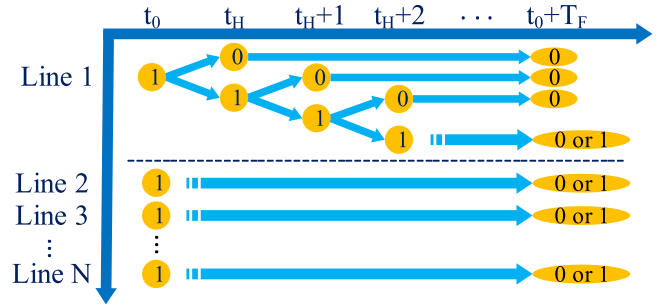 t0 tH tH+1 tH+2 ... t0+TF
0 0
Line 1 1 0 0
1 0 0
1
1 0 or 1
Line 2 1 0 or 1
Line 3 1 0 or 1
⋮ ⋮
Line N 1 0 or 1